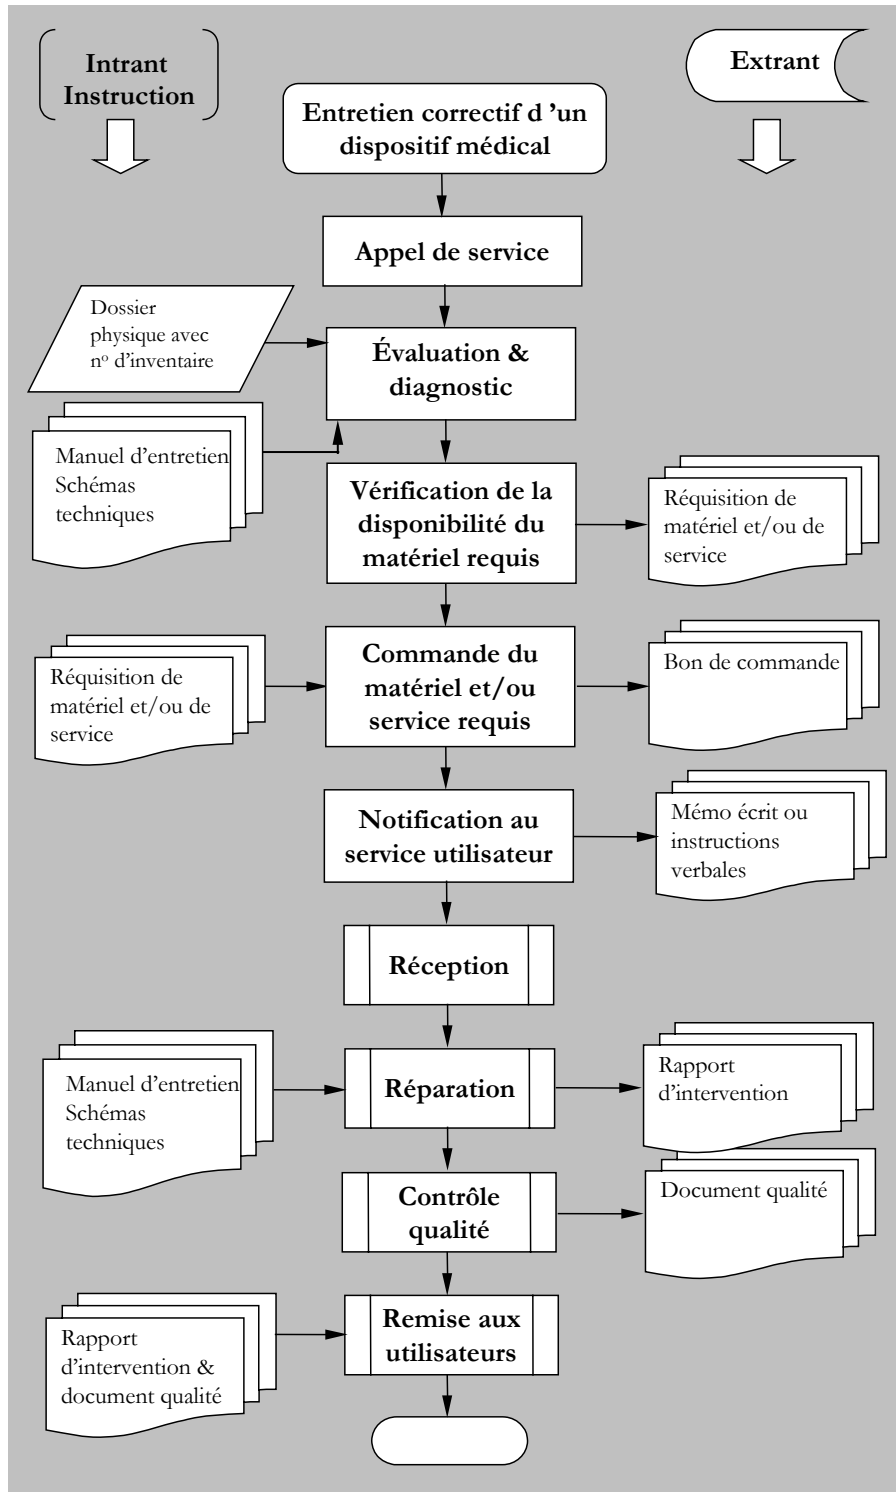 Intrant
Instruction
Extrant
Entretien correctif d ’un
dispositif médical
Appel de service
Dossier
physique avec
nº d’inventaire
Évaluation &
diagnostic
Manuel d’entretien
Schémas
techniques
Vérification de la
disponibilité du
matériel requis
Réquisition de
matériel et/ou de
service
Réquisition de
matériel et/ou de
service
Commande du
matériel et/ou
service requis
Bon de commande
Notification au
service utilisateur
Mémo écrit ou
instructions
verbales
Réception
Manuel d’entretien
Schémas
techniques
Réparation
Rapport
d’intervention
Contrôle
qualité
Document qualité
Rapport
d’intervention &
document qualité
Remise aux
utilisateurs